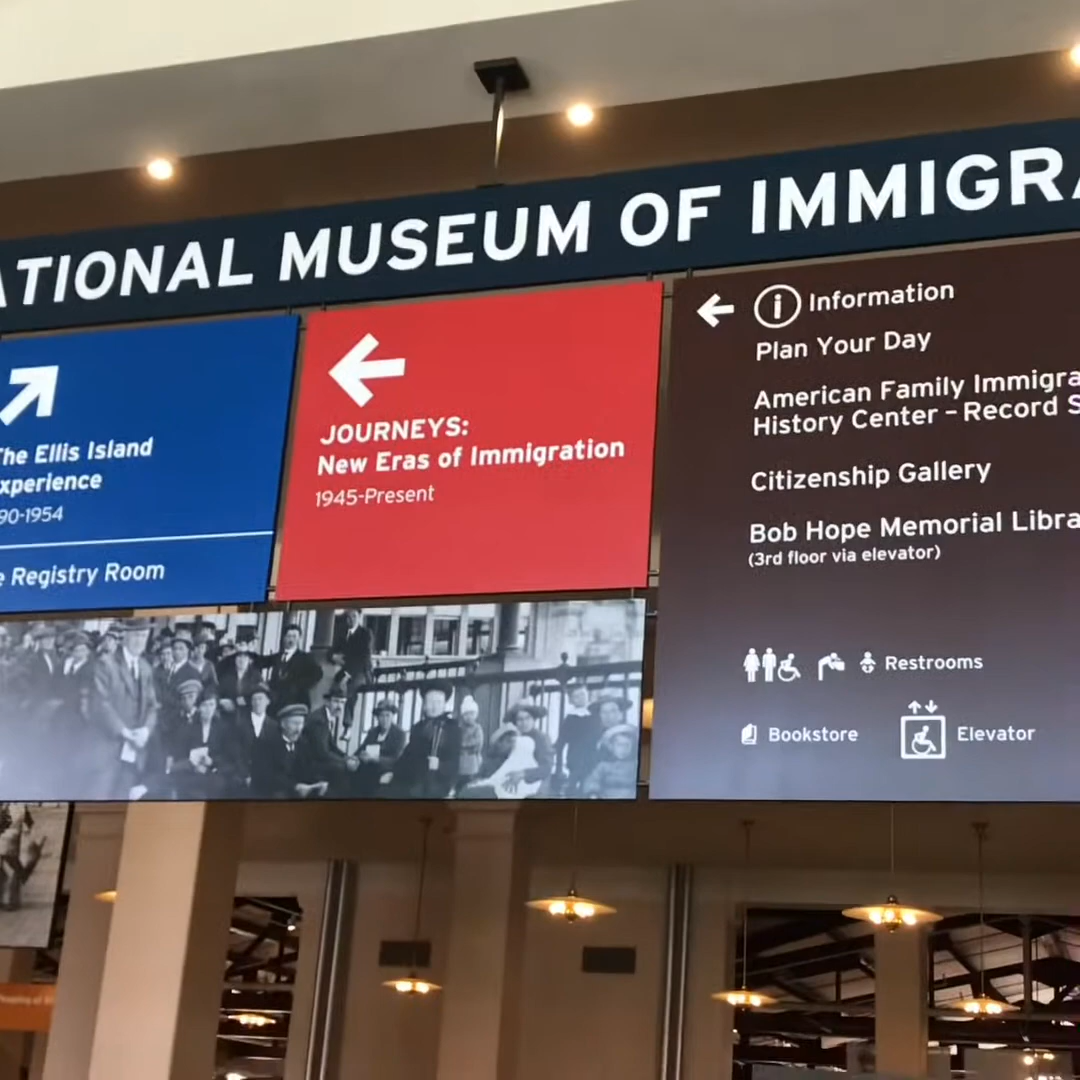 ATIONAL MUSEUM OF IMMIGRA
The Ellis Island
xperience
90-1954
e Registry Room
JOURNEYS:
New Eras of Immigration
1945-Present
i Information
Plan Your Day
American Family Immigra
History Center – Record S
Citizenship Gallery
Bob Hope Memorial Libra
(3rd floor via elevator)
Restrooms
Bookstore
Elevator